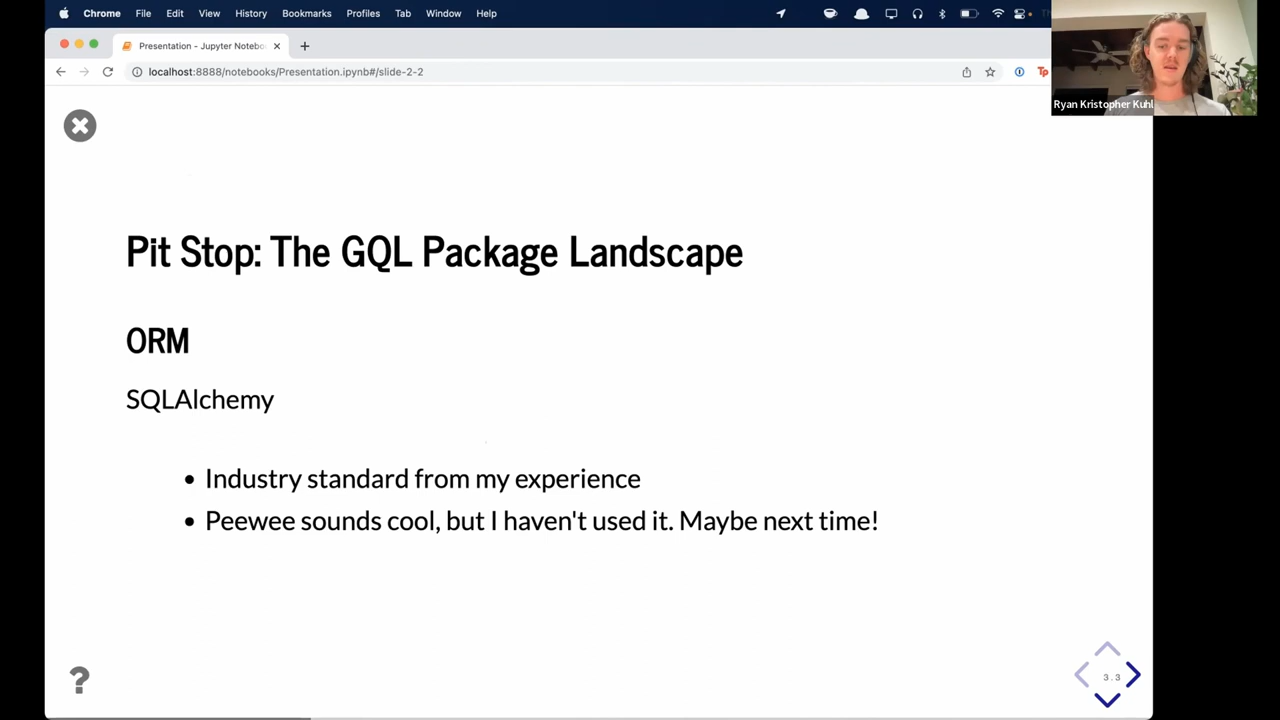 Chrome File Edit View History Bookmarks Profiles Tab Window Help
Presentation - Jupyter Notebo
localhost:8888/notebooks/Presentation.ipynb#/slide-2-2
Tp
Ryan Kristopher Kuhl
Pit Stop: The GQL Package Landscape
ORM
SQLAlchemy
• Industry standard from my experience
• Peewee sounds cool, but I haven't used it. Maybe next time!
?
3.3